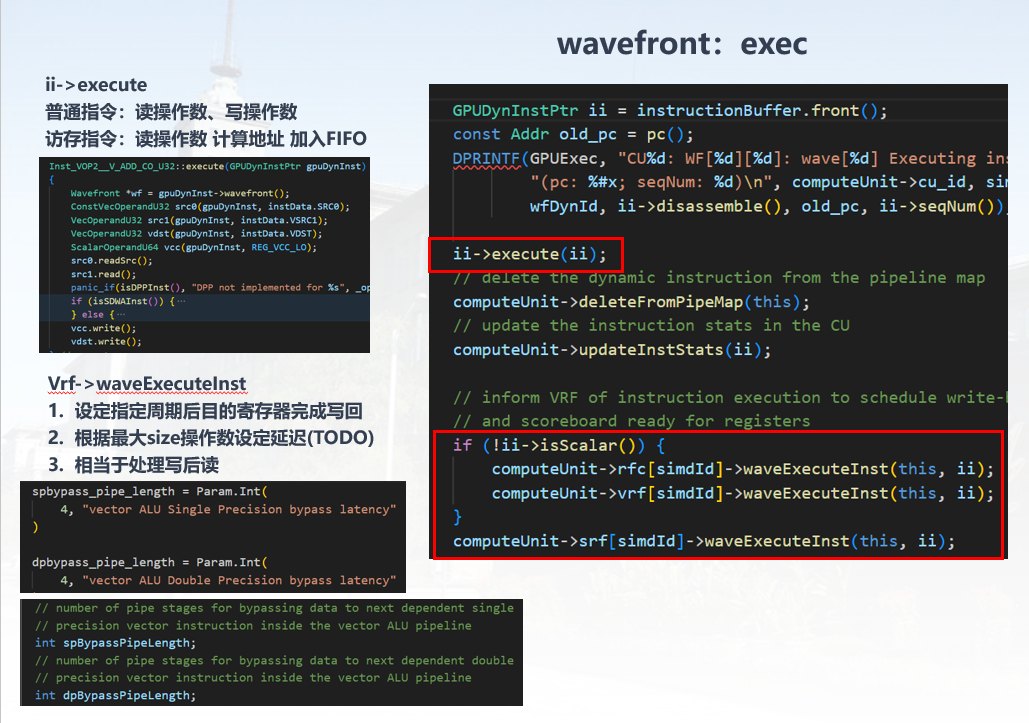 wavefront：exec
ii->execute
普通指令：读操作数、写操作数
访存指令：读操作数 计算地址 加入FIFO
Inst_VOP2__V_ADD_CO_U32::execute(GPUDynInstPtr gpuDynInst)
{
Wavefront *wf = gpuDynInst->wavefront();
ConstVecOperandU32 src0(gpuDynInst, instData.SRC0);
VecOperandU32 src1(gpuDynInst, instData.VSRC1);
VecOperandU32 vdst(gpuDynInst, instData.VDST);
ScalarOperandU64 vcc(gpuDynInst, REG_VCC_LO);
src0.readSrc();
src1.read();
panic_if(isDPPInst(), "DPP not implemented for %s", _op
if (isSDWAInst()) {···
} else {···
vcc.write();
vdst.write();
Vrf->waveExecuteInst
1. 设定指定周期后目的寄存器完成写回
2. 根据最大size操作数设定延迟(TODO)
3. 相当于处理写后读
spbypass_pipe_length = Param.Int(
4, "vector ALU Single Precision bypass latency"
)
dpbypass_pipe_length = Param.Int(
4, "vector ALU Double Precision bypass latency"
// number of pipe stages for bypassing data to next dependent single
// precision vector instruction inside the vector ALU pipeline
int spBypassPipeLength;
// number of pipe stages for bypassing data to next dependent double
// precision vector instruction inside the vector ALU pipeline
int dpBypassPipeLength;
GPUDynInstPtr ii = instructionBuffer.front();
const Addr old_pc = pc();
DPRINTF(GPUExec, "CU%d: WF[%d][%d]: wave[%d] Executing ins
"(pc: %#x; seqNum: %d)\n", computeUnit->cu_id, sim
wfDynId, ii->disassemble(), old_pc, ii->seqNum());
ii->execute(ii);
// delete the dynamic instruction from the pipeline map
computeUnit->deleteFromPipeMap(this);
// update the instruction stats in the CU
computeUnit->updateInstStats(ii);
// inform VRF of instruction execution to schedule write-b
// and scoreboard ready for registers
if (!ii->isScalar()) {
computeUnit->rfc[simdId]->waveExecuteInst(this, ii);
computeUnit->vrf[simdId]->waveExecuteInst(this, ii);
}
computeUnit->srf[simdId]->waveExecuteInst(this, ii);